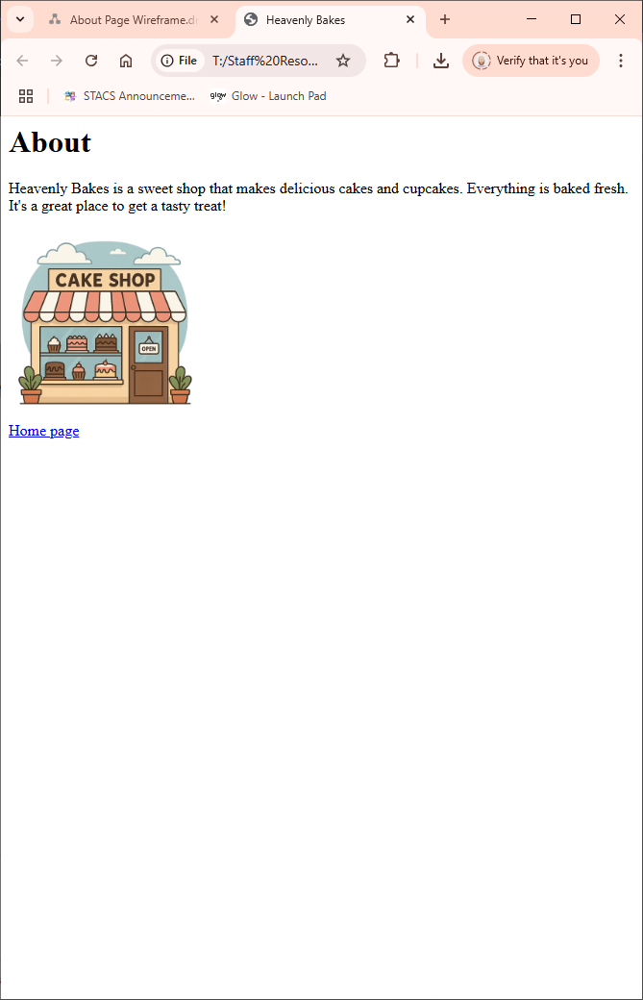 About Page Wireframe.dr
Heavenly Bakes
File
T:/Staff%20Reso...
Verify that it's you
STACS Announceme...
glow
Glow - Launch Pad
About
Heavenly Bakes is a sweet shop that makes delicious cakes and cupcakes. Everything is baked fresh.
It's a great place to get a tasty treat!
CAKE SHOP
OPEN
Home page